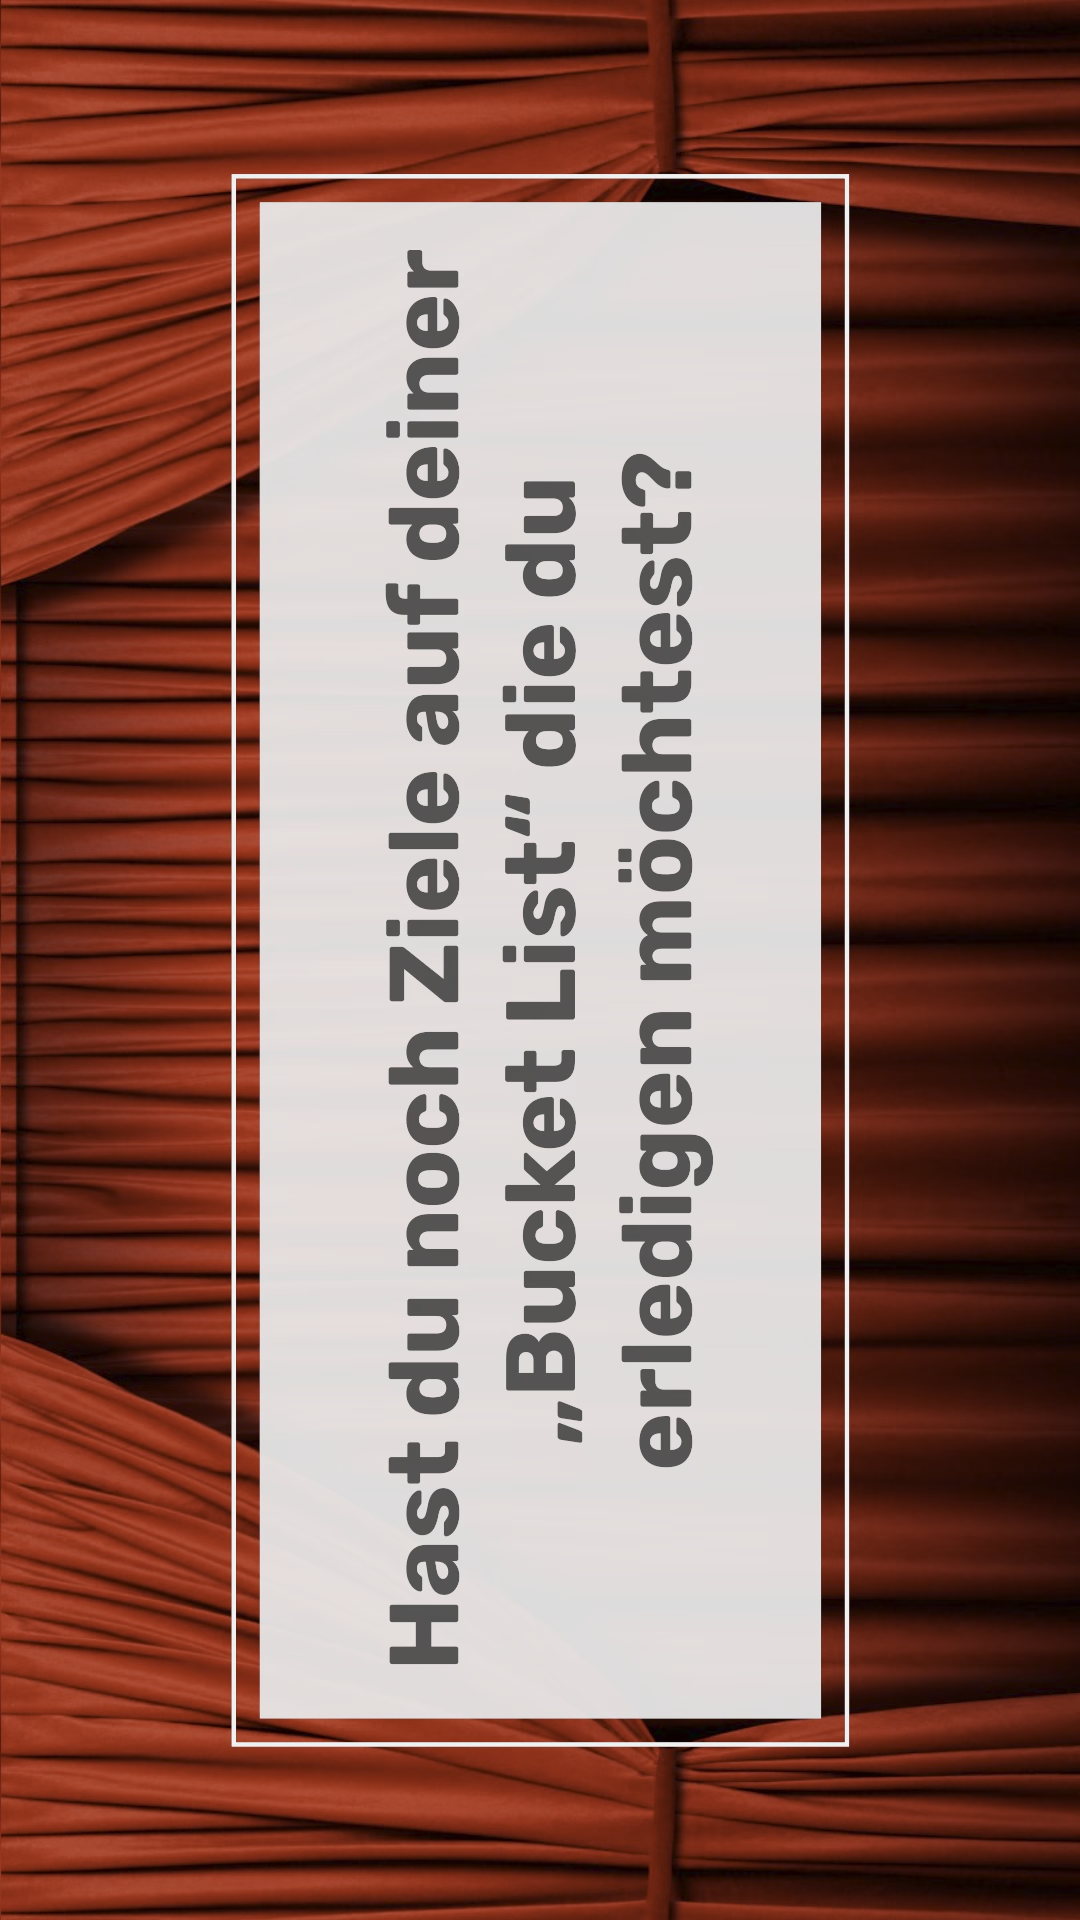 Hast du noch Ziele auf deiner
„Bucket List“ die du
erledigen möchtest?